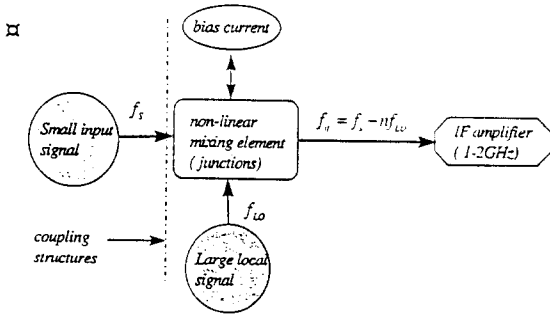 ¤
bias current
f_s
Small input
signal
non-linear
mixing element
( junctions)
f_if = f_s - nf_LO
IF amplifier
( 1-2GHz)
f_LO
coupling
structures
Large local
signal